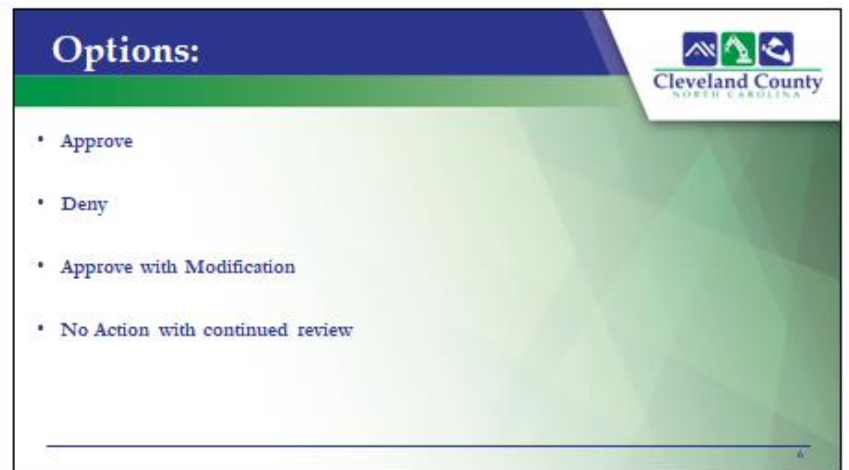 Options:
Cleveland County
NORTH CAROLINA
• Approve
• Deny
• Approve with Modification
• No Action with continued review
6